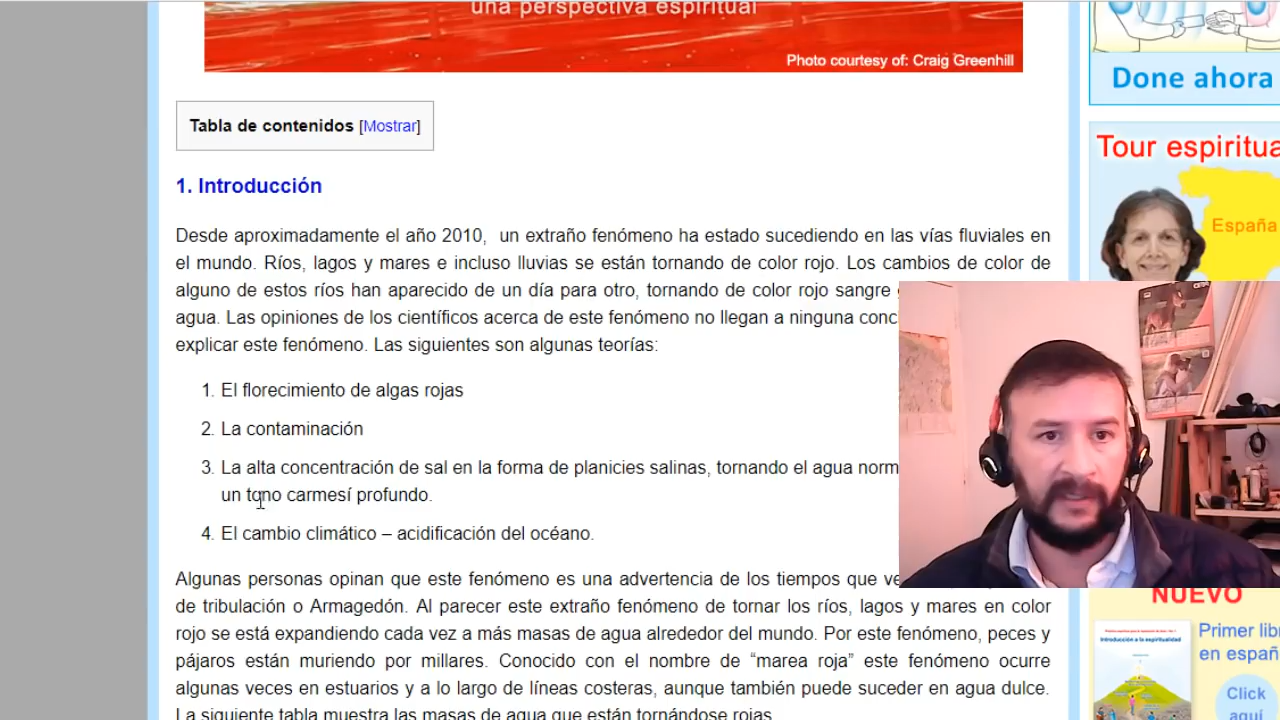 una perspectiva espiritual
Photo courtesy of: Craig Greenhill
Done ahora
Tabla de contenidos [Mostrar]
Tour espiritua
España
1. Introducción
Desde aproximadamente el año 2010, un extraño fenómeno ha estado sucediendo en las vías fluviales en
el mundo. Ríos, lagos y mares e incluso lluvias se están tornando de color rojo. Los cambios de color de
alguno de estos ríos han aparecido de un día para otro, tornando de color rojo sangre
agua. Las opiniones de los científicos acerca de este fenómeno no llegan a ninguna conc
explicar este fenómeno. Las siguientes son algunas teorías:
1. El florecimiento de algas rojas
2. La contaminación
3. La alta concentración de sal en la forma de planicies salinas, tornando el agua norm
un tono carmesí profundo.
4. El cambio climático – acidificación del océano.
Algunas personas opinan que este fenómeno es una advertencia de los tiempos que ve
de tribulación o Armagedón. Al parecer este extraño fenómeno de tornar los ríos, lagos y mares en color
rojo se está expandiendo cada vez a más masas de agua alrededor del mundo. Por este fenómeno, peces y
pájaros están muriendo por millares. Conocido con el nombre de “marea roja” este fenómeno ocurre
algunas veces en estuarios y a lo largo de líneas costeras, aunque también puede suceder en agua dulce.
La siguiente tabla muestra las masas de agua que están tornándose rojas
NUEVO
Primer libr
en españ
Introducción a la espiritualidad
Click
aquí